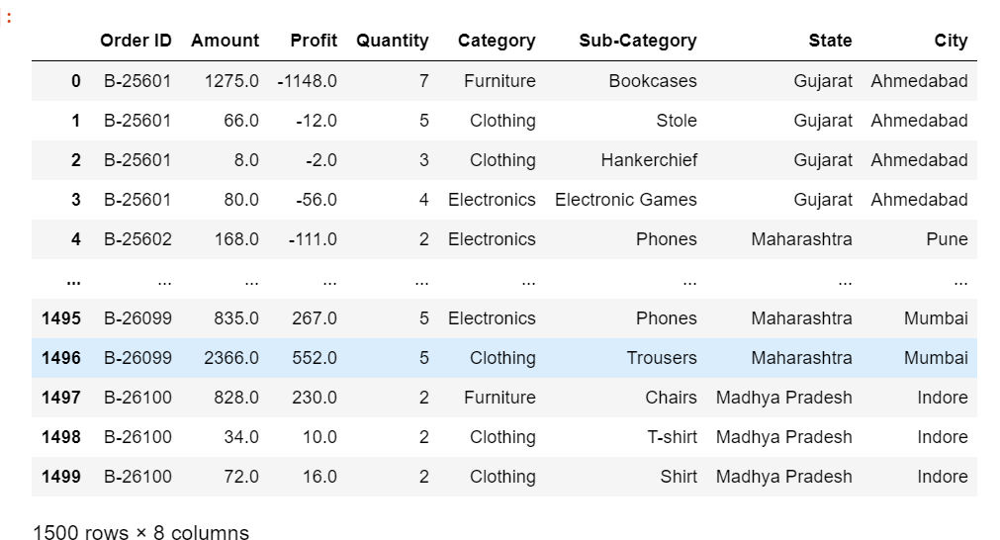 :
Order ID Amount Profit Quantity Category Sub-Category State City
0 B-25601 1275.0 -1148.0 7 Furniture Bookcases Gujarat Ahmedabad
1 B-25601 66.0 -12.0 5 Clothing Stole Gujarat Ahmedabad
2 B-25601 8.0 -2.0 3 Clothing Hankerchief Gujarat Ahmedabad
3 B-25601 80.0 -56.0 4 Electronics Electronic Games Gujarat Ahmedabad
4 B-25602 168.0 -111.0 2 Electronics Phones Maharashtra Pune
... ... ... ... ... ... ... ... ...
1495 B-26099 835.0 267.0 5 Electronics Phones Maharashtra Mumbai
1496 B-26099 2366.0 552.0 5 Clothing Trousers Maharashtra Mumbai
1497 B-26100 828.0 230.0 2 Furniture Chairs Madhya Pradesh Indore
1498 B-26100 34.0 10.0 2 Clothing T-shirt Madhya Pradesh Indore
1499 B-26100 72.0 16.0 2 Clothing Shirt Madhya Pradesh Indore
1500 rows × 8 columns